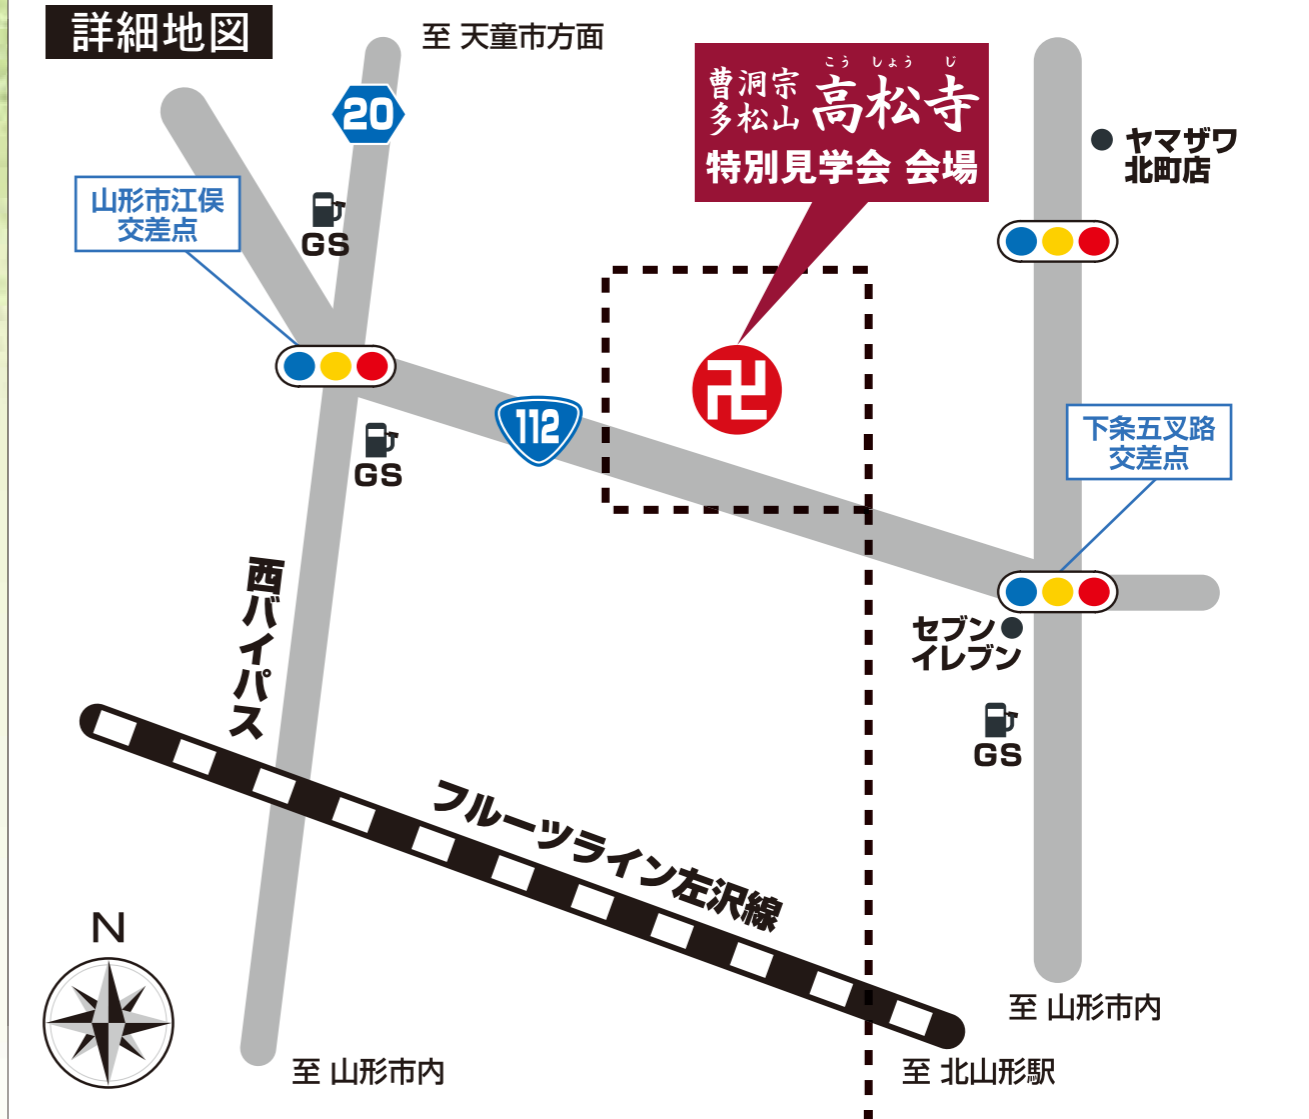 詳細地図
至 天童市方面
20
こう しょう じ
曹洞宗
多松山
高松寺
特別見学会 会場
ヤマザワ
北町店
山形市江俣
交差点
GS
112
GS
下条五叉路
交差点
西バイパス
セブン
イレブン
GS
フルーツライン左沢線
N
至 山形市内
至 山形市内
至 北山形駅